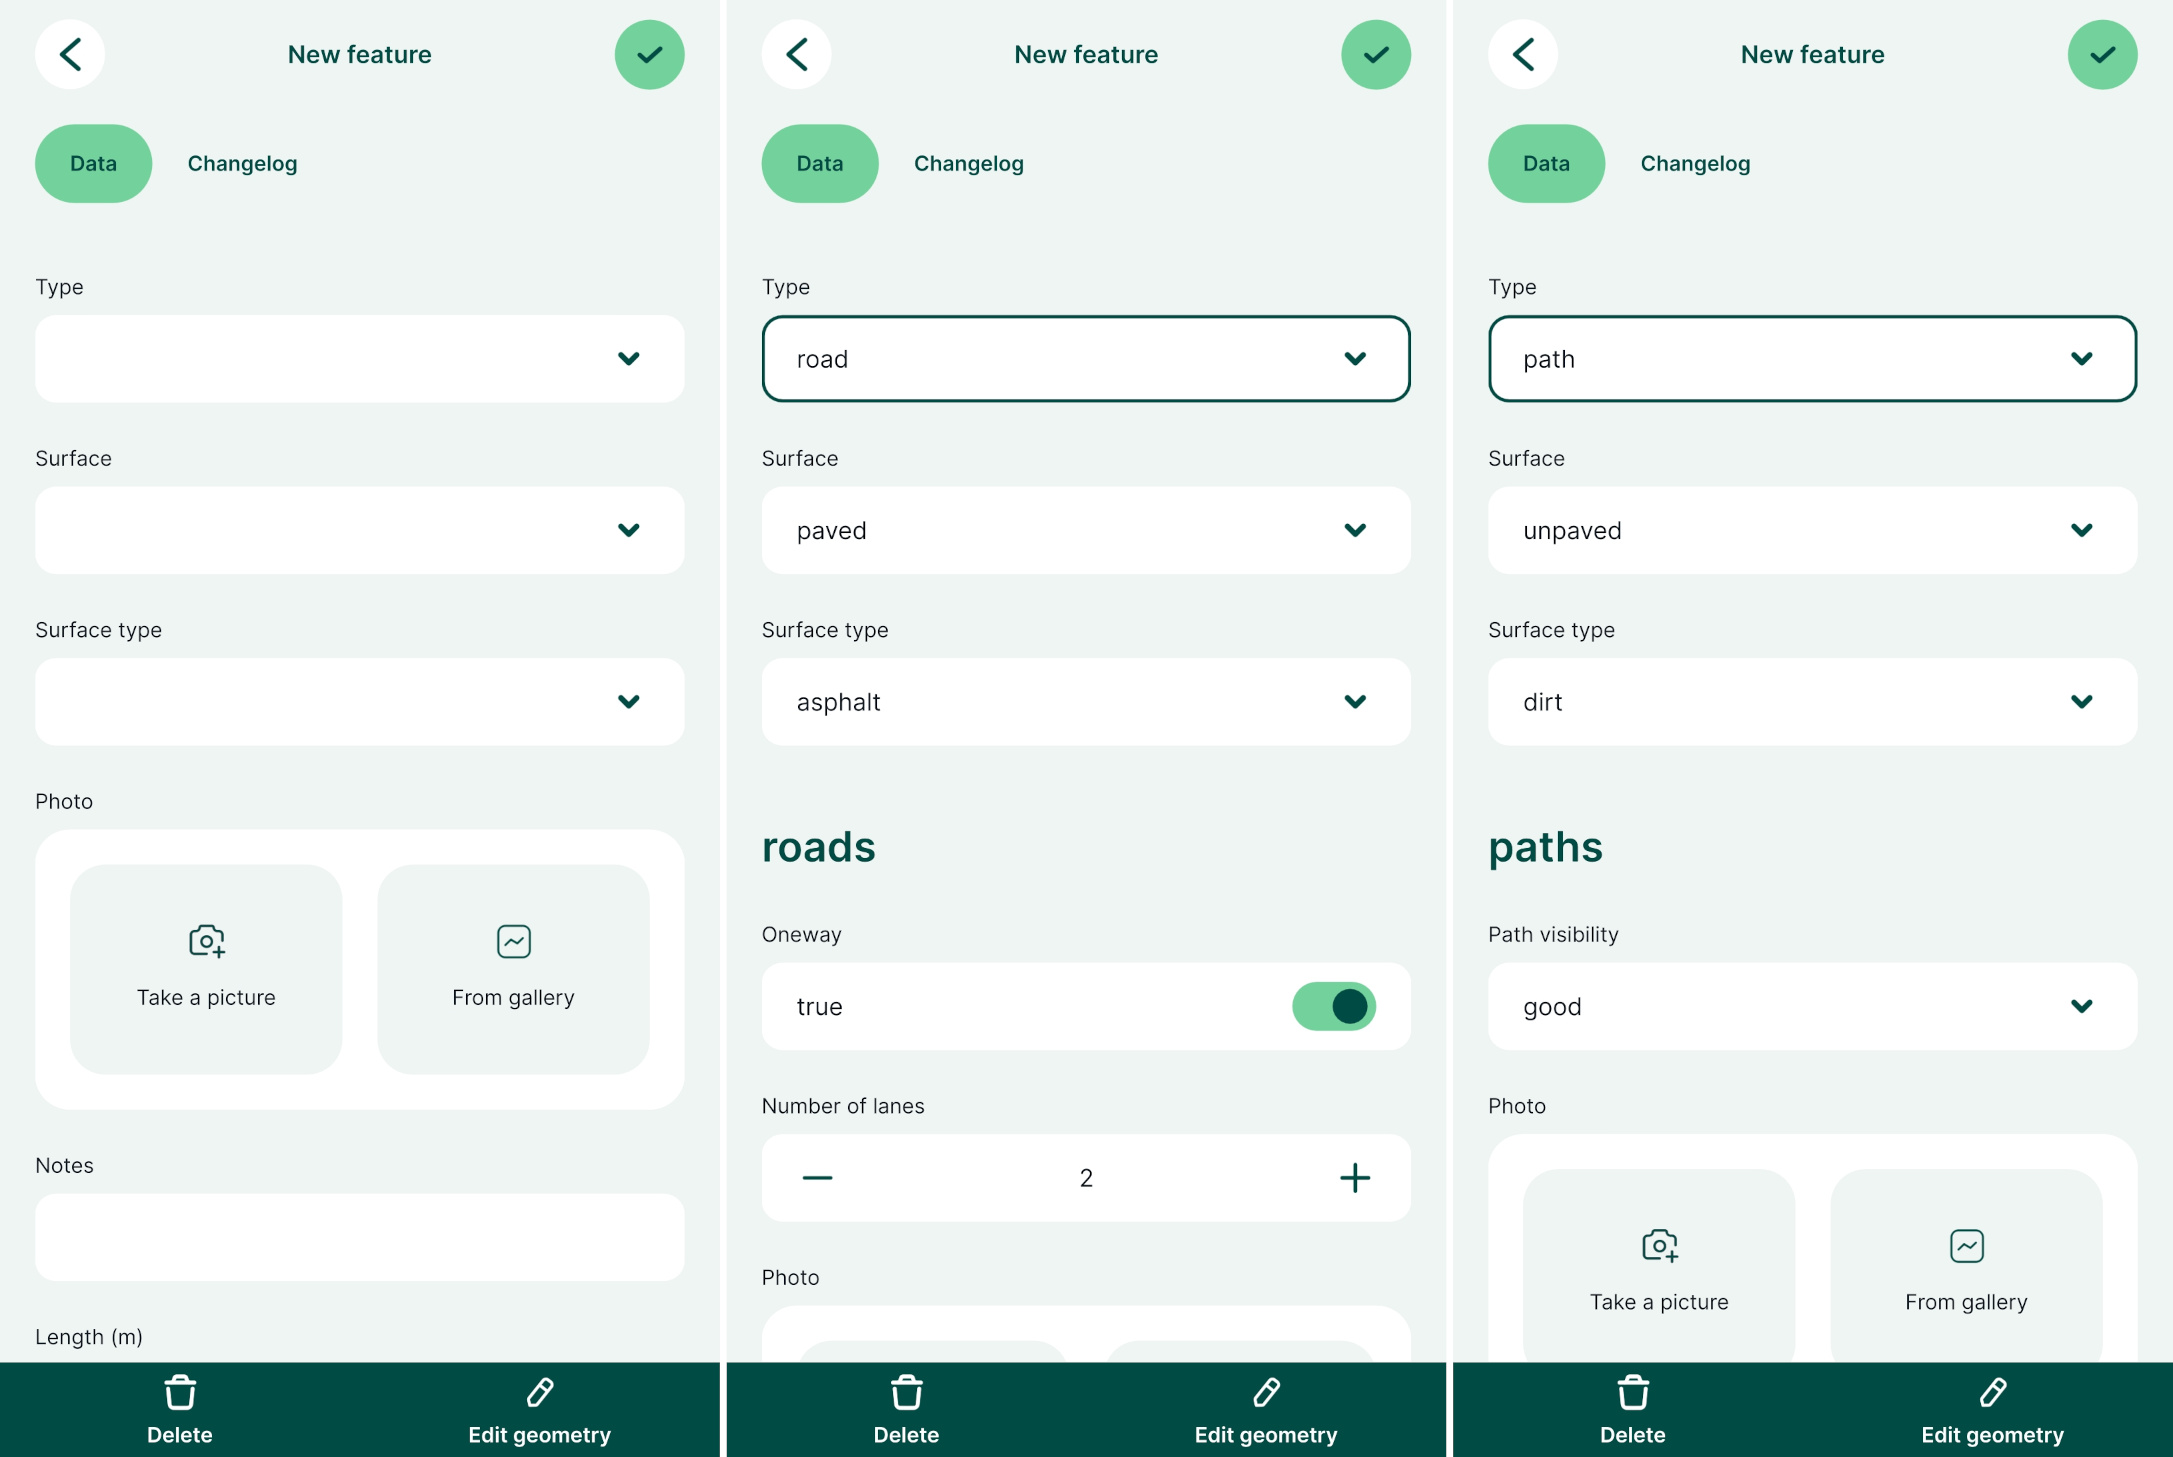 New feature
Data
Changelog
Type
Surface
Surface type
Photo
Take a picture
From gallery
Notes
Length (m)
Delete
Edit geometry
New feature
Data
Changelog
Type
road
Surface
paved
Surface type
asphalt
roads
Oneway
true
Number of lanes
2
Photo
Delete
Edit geometry
New feature
Data
Changelog
Type
path
Surface
unpaved
Surface type
dirt
paths
Path visibility
good
Photo
Take a picture
From gallery
Delete
Edit geometry